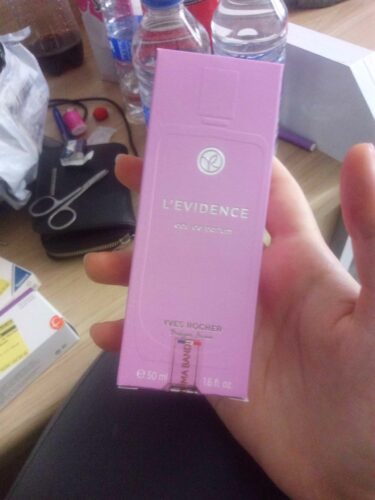 L'EVIDENCE
eau de parfum
YVES ROCHER
℮ 50 ml
1.6 fl. oz.